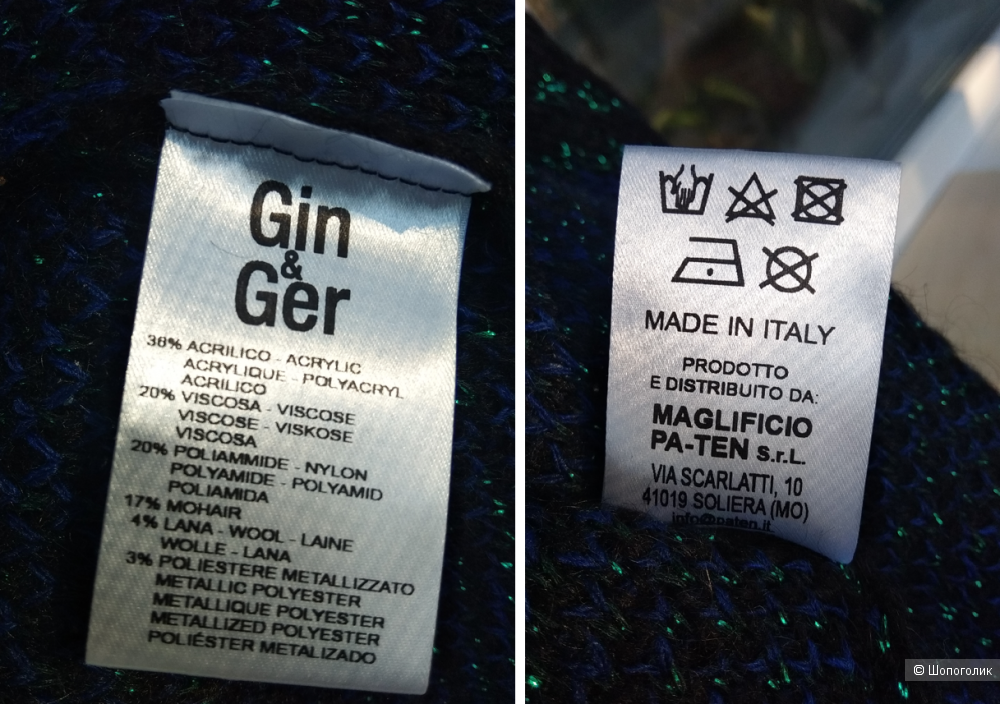 Gin
&
Ger
36% ACRILICO - ACRYLIC
ACRYLIQUE - POLYACRYL
ACRILICO
20% VISCOSA - VISCOSE
VISCOSE - VISKOSE
VISCOSA
20% POLIAMMIDE - NYLON
POLYAMIDE - POLYAMID
POLIAMIDA
17% MOHAIR
4% LANA - WOOL - LAINE
WOLLE - LANA
3% POLIESTERE METALLIZZATO
METALLIC POLYESTER
METALLIQUE POLYESTER
METALLIZED POLYESTER
POLIÉSTER METALIZADO
MADE IN ITALY
PRODOTTO
E DISTRIBUITO DA:
MAGLIFICIO
PA-TEN s.r.L.
VIA SCARLATTI, 10
41019 SOLIERA (MO)
info@paten.it
© Шопоголик